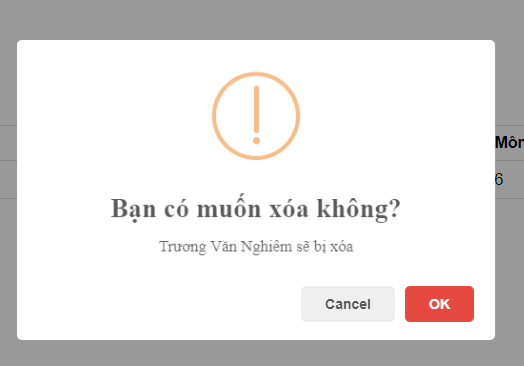 Môn
Bạn có muốn xóa không?
6
Trương Văn Nghiêm sẽ bị xóa
Cancel
OK